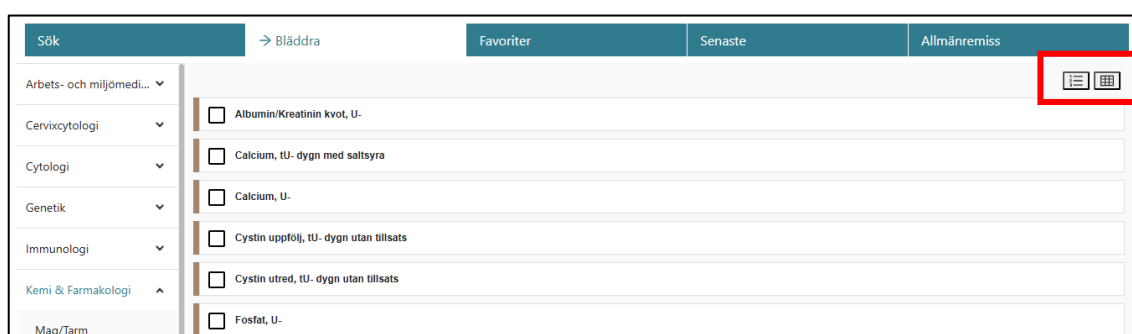 Sök
→ Bläddra
Favoriter
Senaste
Allmänremiss
Arbets- och miljömedi...
Cervixcytologi
Cytologi
Genetik
Immunologi
Kemi & Farmakologi
Mag/Tarm
Albumin/Kreatinin kvot, U-
Calcium, tU- dygn med saltsyra
Calcium, U-
Cystin uppfölj, tU- dygn utan tillsats
Cystin utred, tU- dygn utan tillsats
Fosfat, U-